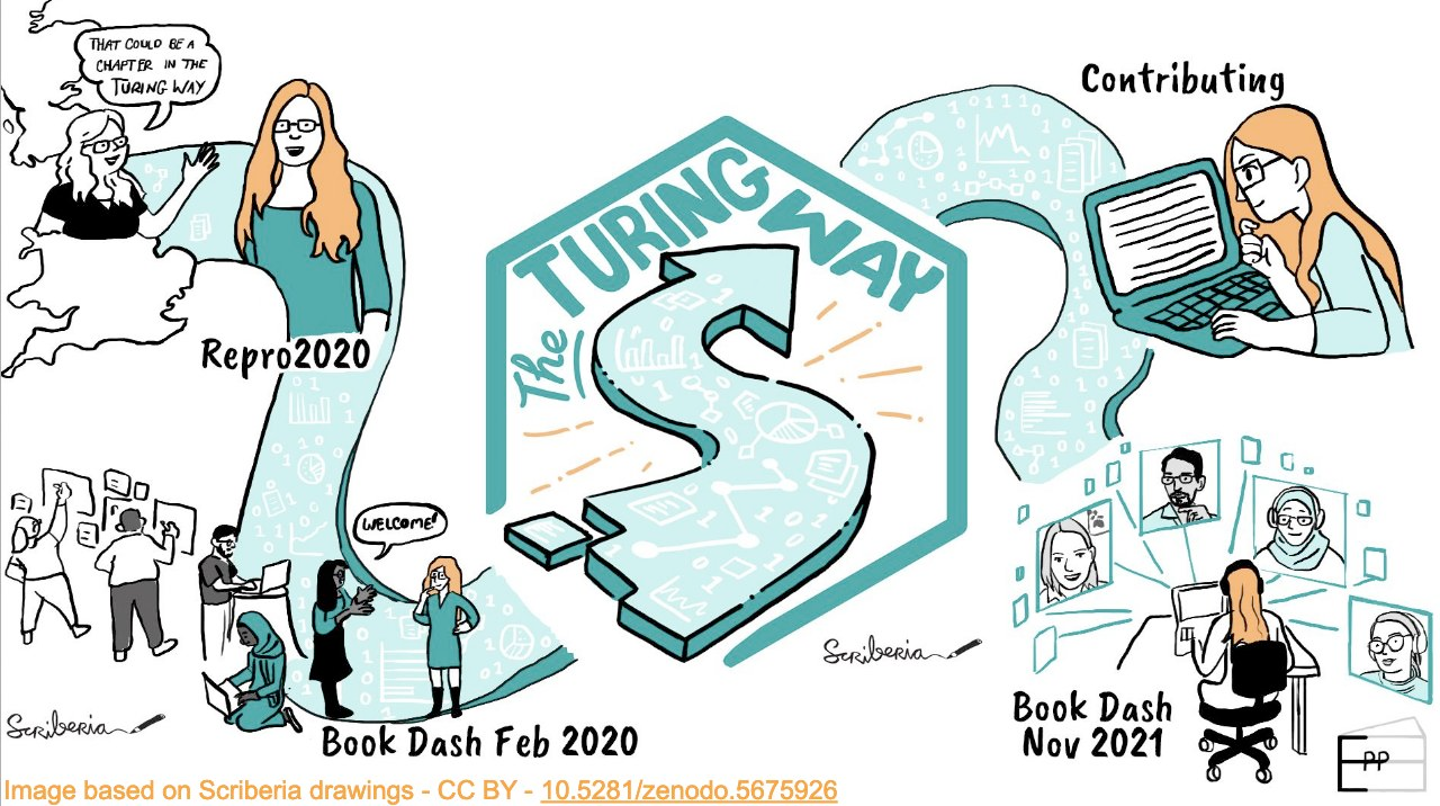 THAT COULD BE A
CHAPTER IN THE
TURING WAY
Repro2020
WELCOME!
Book Dash Feb 2020
Scriberia
The TURING WAY
Scriberia
Contributing
Book Dash
Nov 2021
EPP
Image based on Scriberia drawings - CC BY - 10.5281/zenodo.5675926